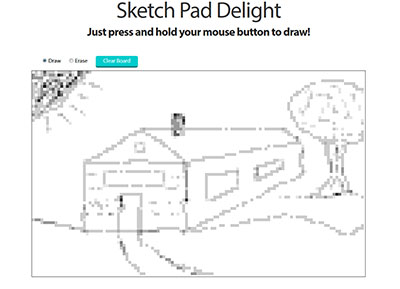 Sketch Pad Delight
Just press and hold your mouse button to draw!
Draw Erase Clear Board